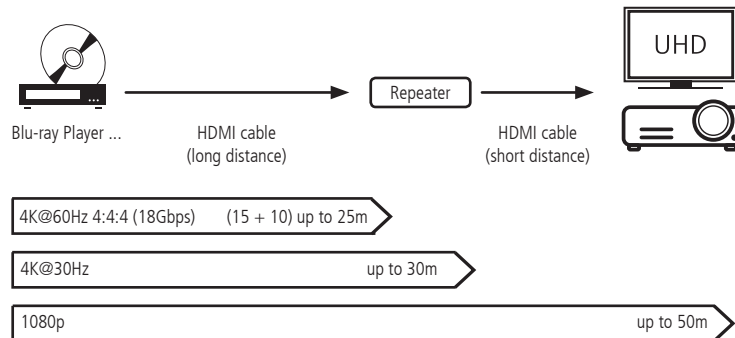 UHD
Repeater
Blu-ray Player ...
HDMI cable
(long distance)
HDMI cable
(short distance)
4K@60Hz 4:4:4 (18Gbps) (15 + 10) up to 25m
4K@30Hz up to 30m
1080p up to 50m